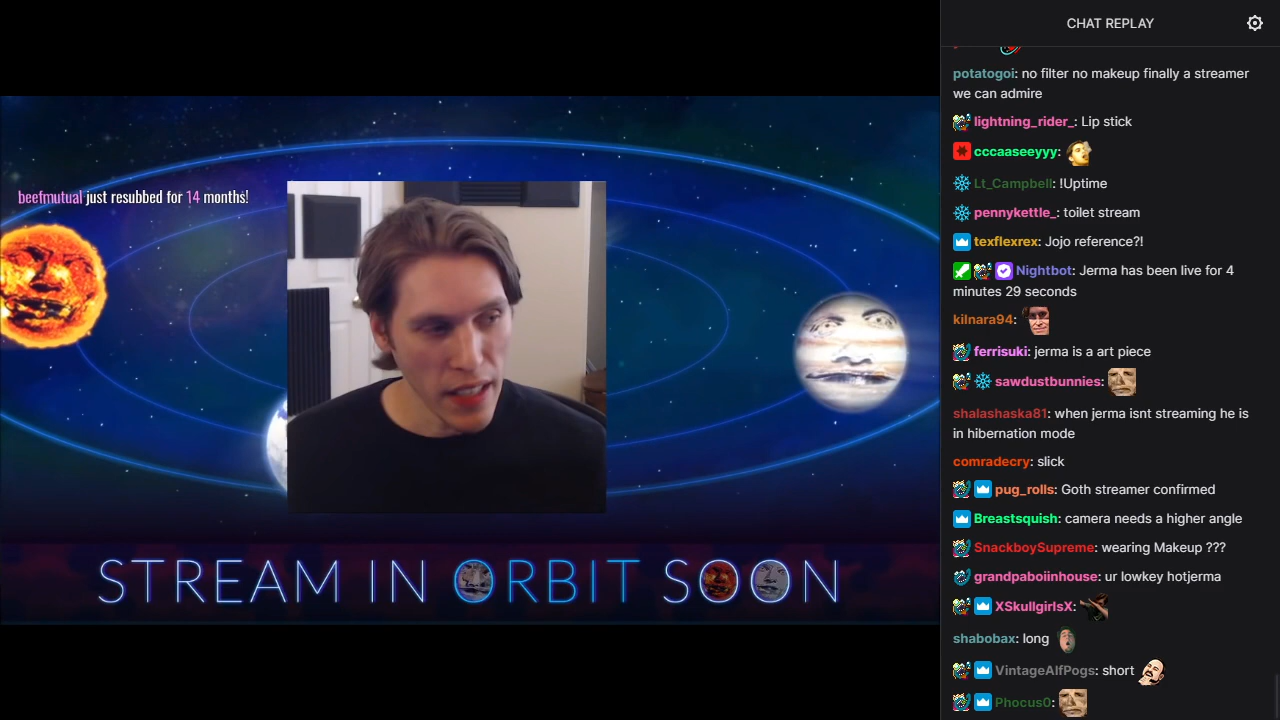 CHAT REPLAY
potatogoi: no filter no makeup finally a streamer
we can admire
lightning_rider_: Lip stick
cccaaseeyyy:
Lt_Campbell: !Uptime
pennykettle_: toilet stream
texflexrex: Jojo reference?!
Nightbot: Jerma has been live for 4
minutes 29 seconds
kilnara94:
ferrisuki: jerma is a art piece
sawdustbunnies:
shalashaska81: when jerma isnt streaming he is
in hibernation mode
comradecry: slick
pug_rolls: Goth streamer confirmed
Breastsquish: camera needs a higher angle
SnackboySupreme: wearing Makeup ???
grandpaboiinhouse: ur lowkey hotjerma
XSkullgirlsX:
shabobax: long
VintageAlfPogs: short
Phocus0:
beefmutual just resubbed for 14 months!
STREAM IN ORBIT SOON